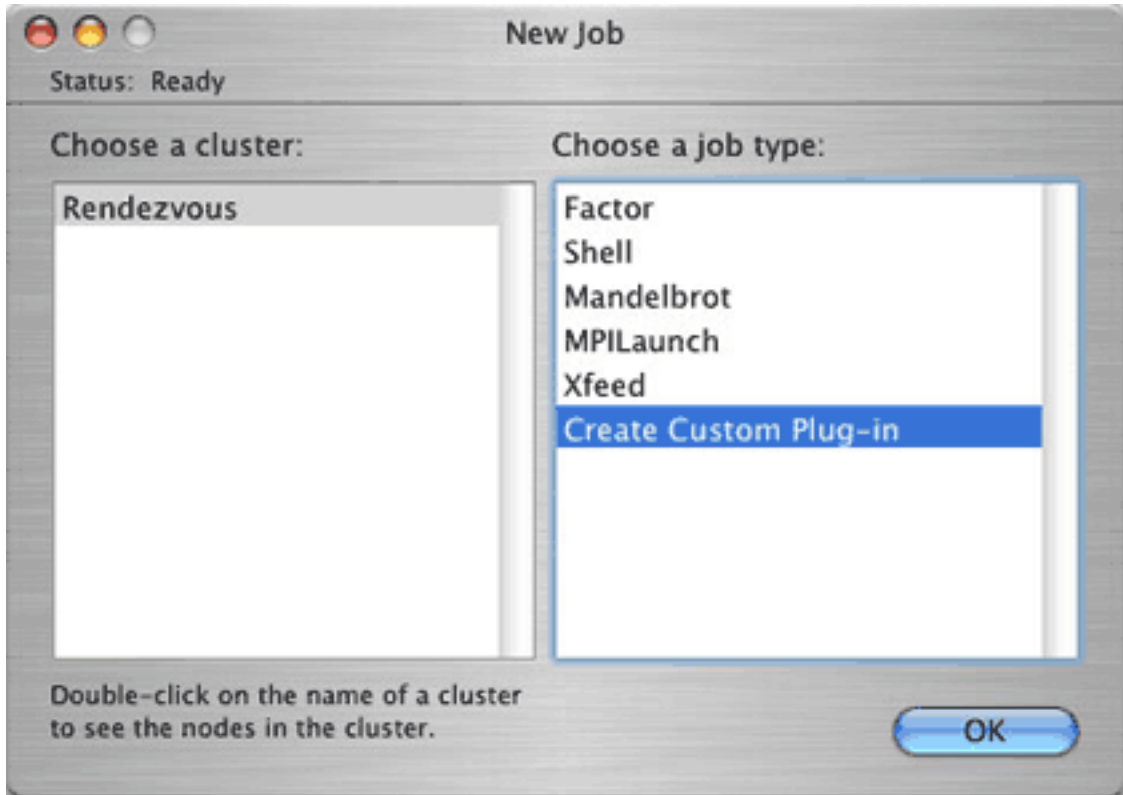 New Job
Status: Ready
Choose a cluster:
Rendezvous
Choose a job type:
Factor
Shell
Mandelbrot
MPILaunch
Xfeed
Create Custom Plug-in
Double-click on the name of a cluster
to see the nodes in the cluster.
OK